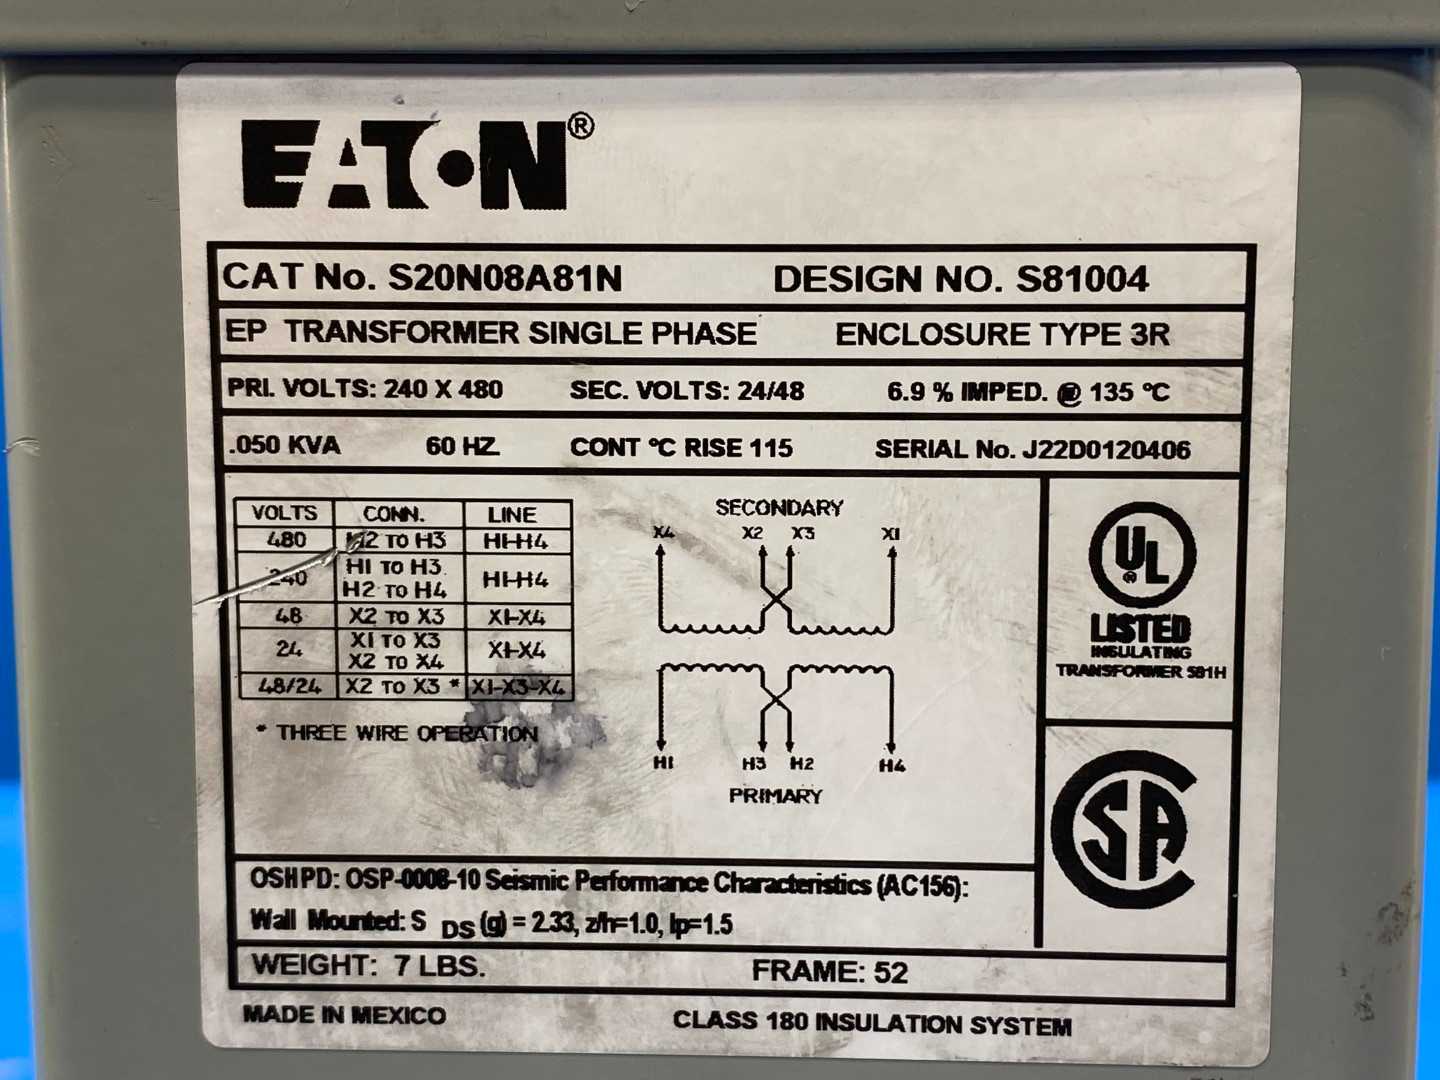 EATON®
CAT No. S20N08A81N DESIGN NO. S81004
EP TRANSFORMER SINGLE PHASE ENCLOSURE TYPE 3R
PRI. VOLTS: 240 X 480 SEC. VOLTS: 24/48 6.9 % IMPED. @ 135 °C
.050 KVA 60 HZ CONT °C RISE 115 SERIAL No. J22D0120406
VOLTS CONN. LINE
480 H2 TO H3 H1-H4
240 H1 TO H3 H1-H4
H2 TO H4
48 X2 TO X3 X1-X4
24 X1 TO X3 X1-X4
X2 TO X4
48/24 X2 TO X3 * X1-X3-X4
* THREE WIRE OPERATION
SECONDARY
X4 X2 X3 X1
H1 H3 H2 H4
PRIMARY
UL®
LISTED
INSULATING
TRANSFORMER 581H
CSA
OSHPD: OSP-0008-10 Seismic Performance Characteristics (AC156):
Wall Mounted: S DS (g) = 2.33, z/h=1.0, Ip=1.5
WEIGHT: 7 LBS. FRAME: 52
MADE IN MEXICO CLASS 180 INSULATION SYSTEM